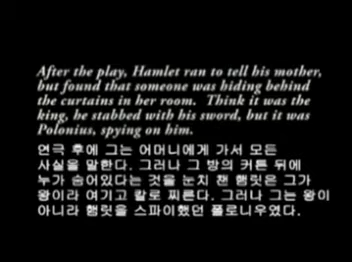 After the play, Hamlet ran to tell his mother,
but found that someone was hiding behind
the curtains in her room. Think it was the
king, he stabbed with his sword, but it was
Polonius, spying on him.
연극 후에 그는 어머니에게 가서 모든
사실을 말한다. 그러나 그 방의 커튼 뒤에
누가 숨어있다는 것을 눈치 챈 햄릿은 그가
왕이라 여기고 칼로 찌른다. 그러나 그는 왕이
아니라 햄릿을 스파이했던 폴로니우였다.